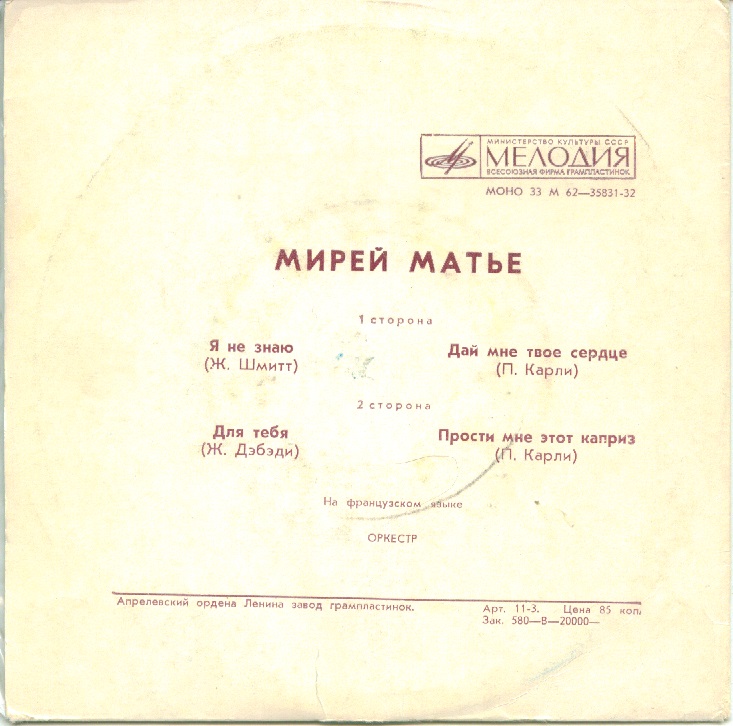 МИНИСТЕРСТВО КУЛЬТУРЫ СССР
МЕЛОДИЯ
ВСЕСОЮЗНАЯ ФИРМА ГРАМПЛАСТИНОК
МОНО 33 М 62—35831-32
МИРЕЙ МАТЬЕ
1 сторона
Я не знаю
(Ж. Шмитт)
Дай мне твое сердце
(П. Карли)
2 сторона
Для тебя
(Ж. Дэбэди)
Прости мне этот каприз
(П. Карли)
На французском языке
ОРКЕСТР
Апрелевский ордена Ленина завод грампластинок.
Арт. 11-3. Цена 85 коп.
Зак. 580—В—20000—